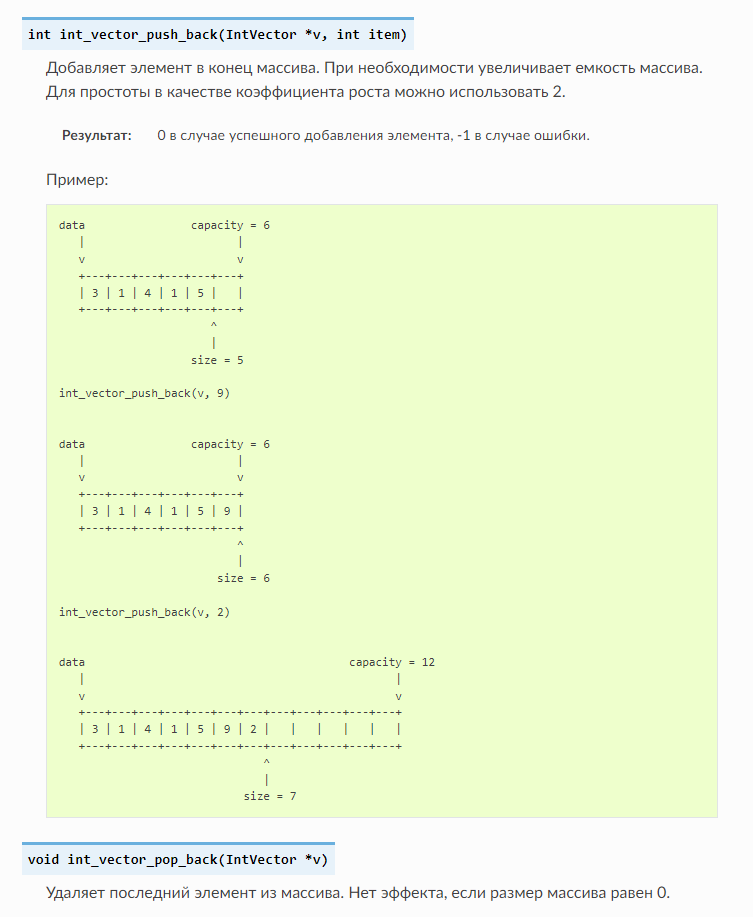 int int_vector_push_back(IntVector *v, int item)
Добавляет элемент в конец массива. При необходимости увеличивает емкость массива.
Для простоты в качестве коэффициента роста можно использовать 2.
Результат: 0 в случае успешного добавления элемента, -1 в случае ошибки.
Пример:
data                capacity = 6
   |                       |
   v                       v
   +---+---+---+---+---+---+
   | 3 | 1 | 4 | 1 | 5 |   |
   +---+---+---+---+---+---+
                       ^
                       |
                    size = 5
int_vector_push_back(v, 9)
data                capacity = 6
   |                       |
   v                       v
   +---+---+---+---+---+---+
   | 3 | 1 | 4 | 1 | 5 | 9 |
   +---+---+---+---+---+---+
                           ^
                           |
                        size = 6
int_vector_push_back(v, 2)
data                                        capacity = 12
   |                                               |
   v                                               v
   +---+---+---+---+---+---+---+---+---+---+---+---+
   | 3 | 1 | 4 | 1 | 5 | 9 | 2 |   |   |   |   |   |
   +---+---+---+---+---+---+---+---+---+---+---+---+
                               ^
                               |
                            size = 7
void int_vector_pop_back(IntVector *v)
Удаляет последний элемент из массива. Нет эффекта, если размер массива равен 0.